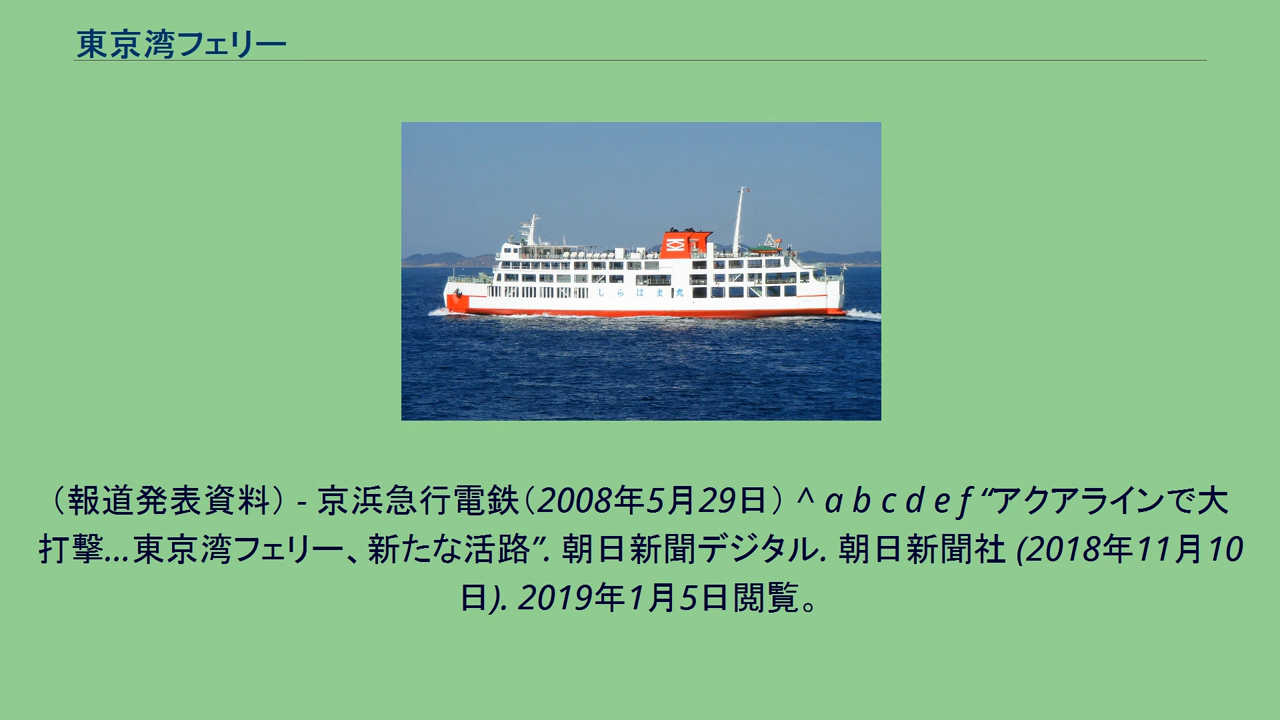 東京湾フェリー
しらはま丸
（報道発表資料） - 京浜急行電鉄（2008年5月29日） ^ a b c d e f “アクアラインで大
打撃…東京湾フェリー、新たな活路”. 朝日新聞デジタル. 朝日新聞社 (2018年11月10
日). 2019年1月5日閲覧。